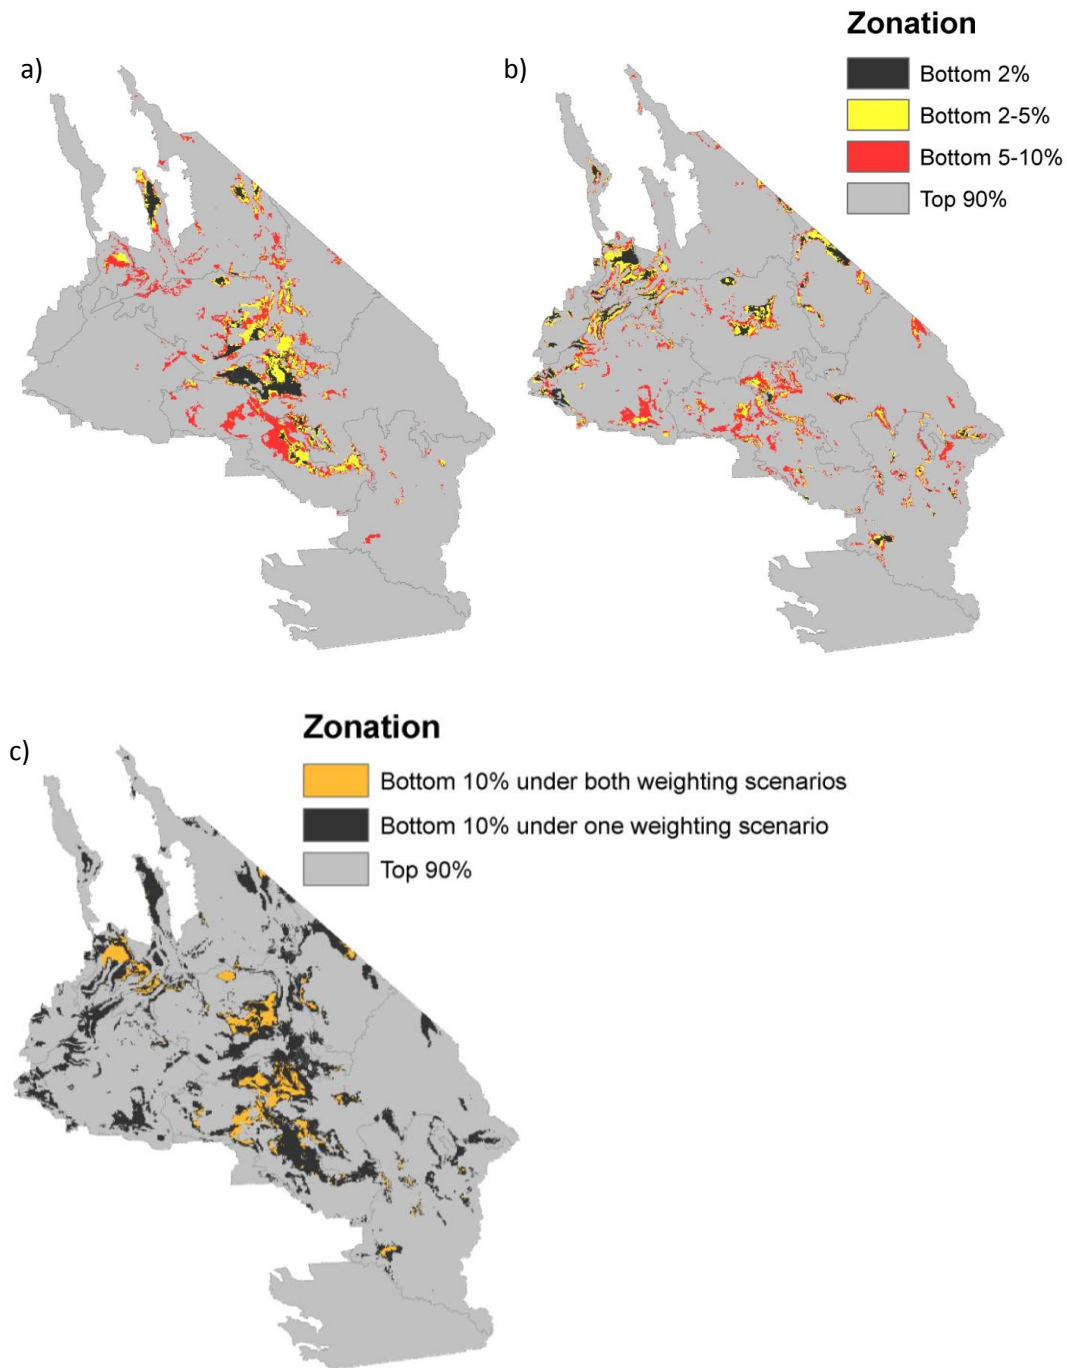 a)
b)
Zonation
Bottom 2%
Bottom 2-5%
Bottom 5-10%
Top 90%
c)
Zonation
Bottom 10% under both weighting scenarios
Bottom 10% under one weighting scenario
Top 90%